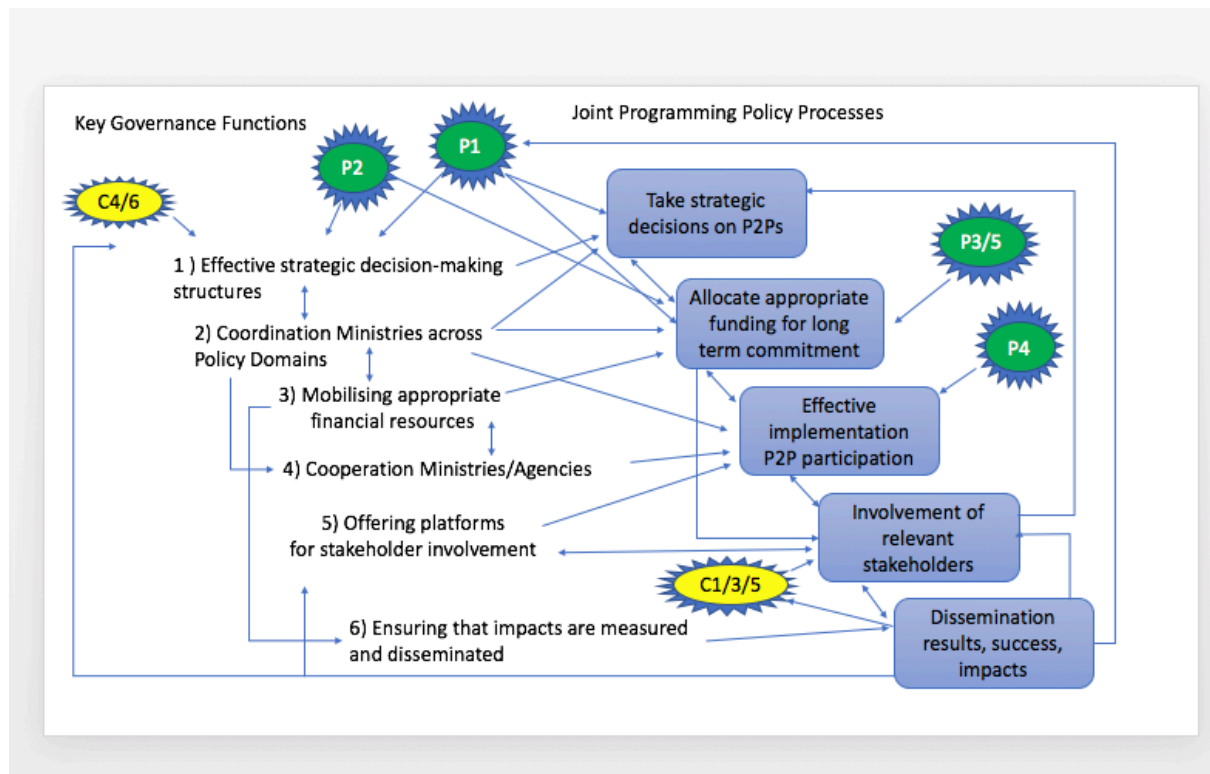 Key Governance Functions
Joint Programming Policy Processes
P1
P2
C4/6
Take strategic
decisions on P2Ps
P3/5
1 ) Effective strategic decision-making
structures
Allocate appropriate
funding for long
term commitment
2) Coordination Ministries across
Policy Domains
P4
3) Mobilising appropriate
financial resources
Effective
implementation
P2P participation
4) Cooperation Ministries/Agencies
5) Offering platforms
for stakeholder involvement
Involvement of
relevant
stakeholders
C1/3/5
6) Ensuring that impacts are measured
and disseminated
Dissemination
results, success,
impacts